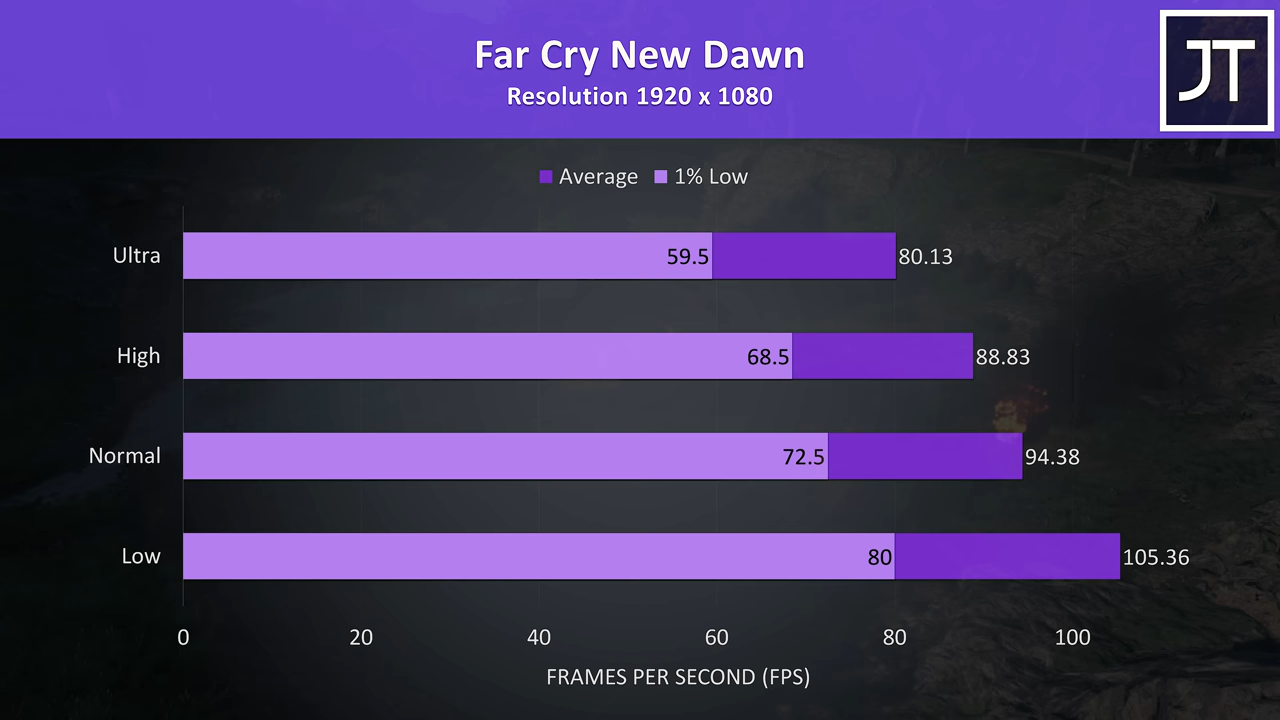 Far Cry New Dawn
Resolution 1920 x 1080
JT
Average 1% Low
Ultra 59.5 80.13
High 68.5 88.83
Normal 72.5 94.38
Low 80 105.36
0 20 40 60 80 100
FRAMES PER SECOND (FPS)